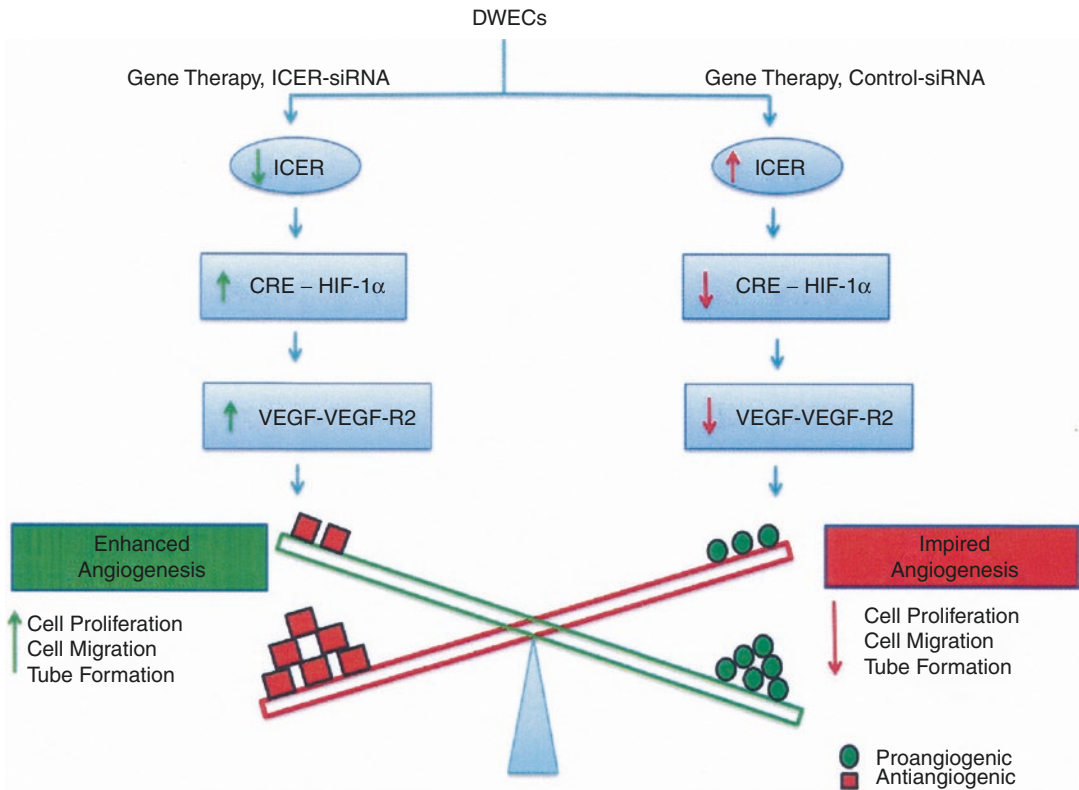 DWECs
Gene Therapy, ICER-siRNA
Gene Therapy, Control-siRNA
ICER
ICER
CRE – HIF-1α
CRE – HIF-1α
VEGF-VEGF-R2
VEGF-VEGF-R2
Enhanced
Angiogenesis
Cell Proliferation
Cell Migration
Tube Formation
Impired
Angiogenesis
Cell Proliferation
Cell Migration
Tube Formation
Proangiogenic
Antiangiogenic